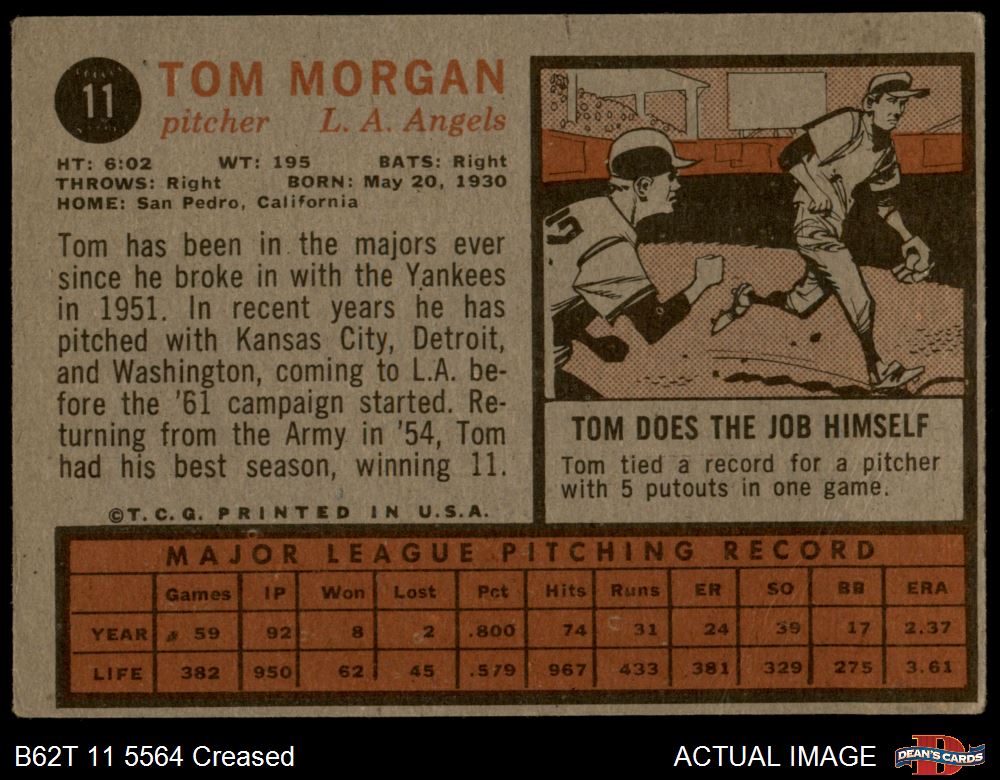 11
TOM MORGAN
pitcher L. A. Angels
HT: 6:02 WT: 195 BATS: Right
THROWS: Right BORN: May 20, 1930
HOME: San Pedro, California
Tom has been in the majors ever
since he broke in with the Yankees
in 1951. In recent years he has
pitched with Kansas City, Detroit,
and Washington, coming to L.A. be-
fore the '61 campaign started. Re-
turning from the Army in '54, Tom
had his best season, winning 11.
©T.C.G. PRINTED IN U.S.A.
5
TOM DOES THE JOB HIMSELF
Tom tied a record for a pitcher
with 5 putouts in one game.
MAJOR LEAGUE PITCHING RECORD
Games IP Won Lost Pct Hits Runs ER SO BB ERA
YEAR 59 92 8 2 .800 74 31 24 39 17 2.37
LIFE 382 950 62 45 .579 967 433 381 329 275 3.61
B62T 11 5564 Creased
ACTUAL IMAGE
D
DEAN'S CARDS